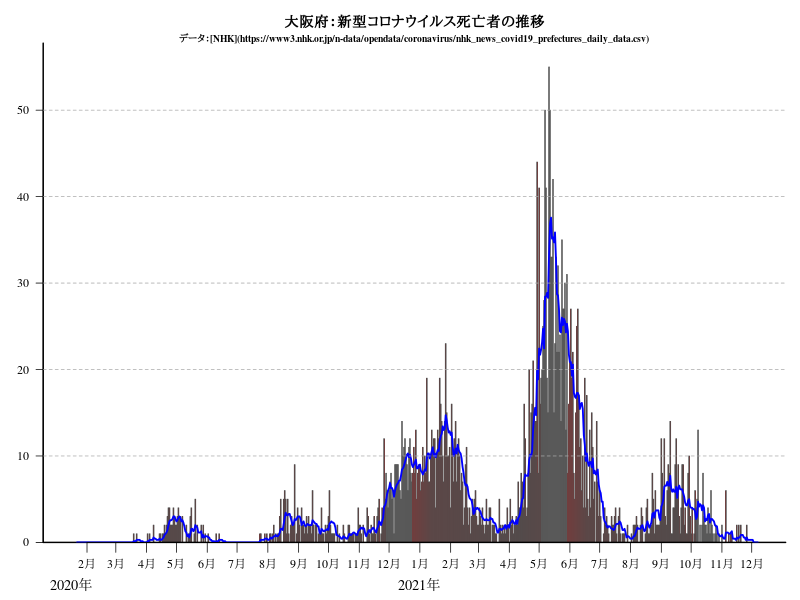 大阪府：新型コロナウイルス死亡者の推移
データ：[NHK](https://www3.nhk.or.jp/n-data/opendata/coronavirus/nhk_news_covid19_prefectures_daily_data.csv)
50
40
30
20
10
0
2月 3月 4月 5月 6月 7月 8月 9月 10月 11月 12月 1月 2月 3月 4月 5月 6月 7月 8月 9月 10月 11月 12月
2020年 2021年